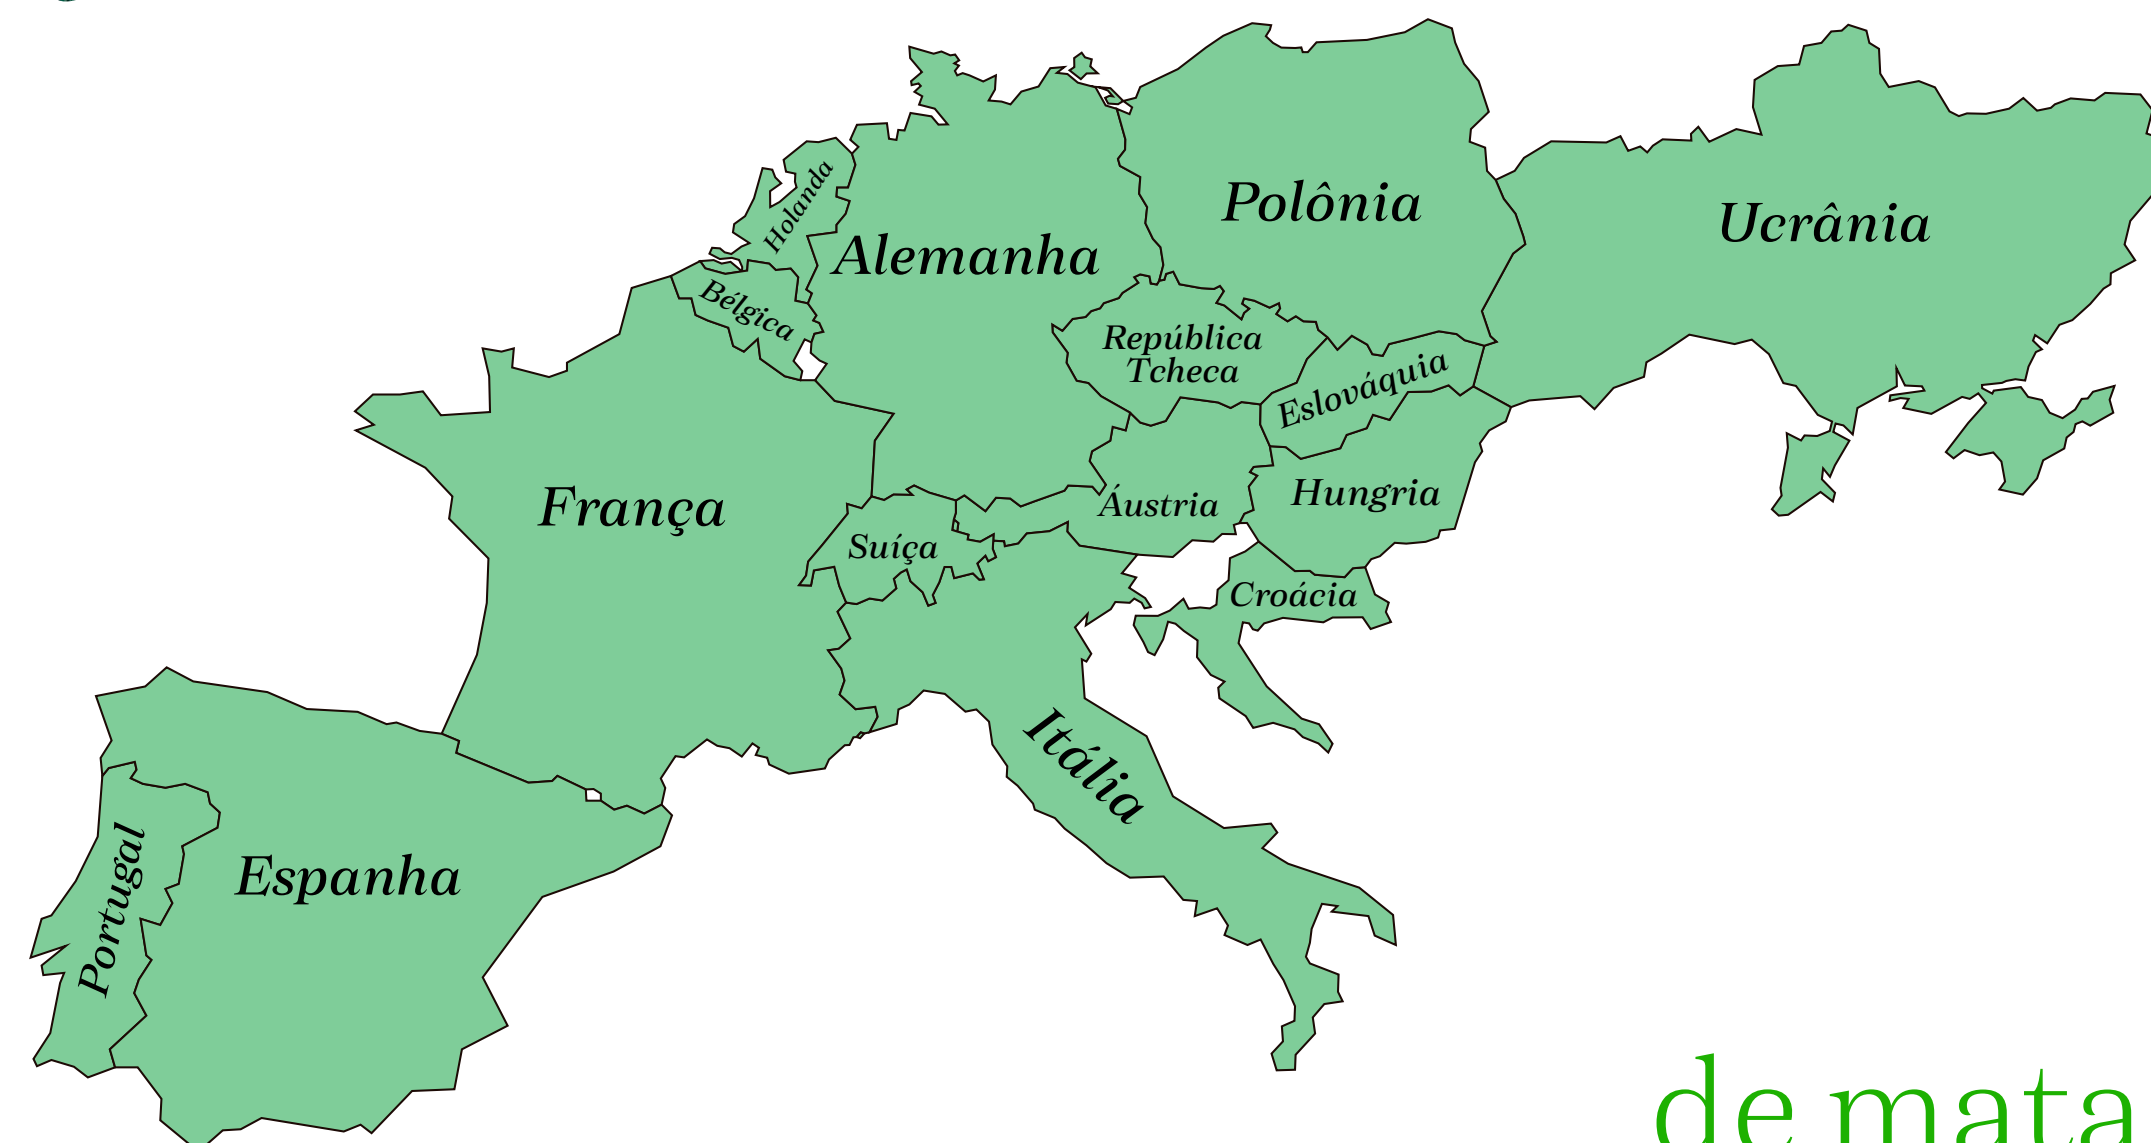 Polônia
Ucrânia
Holanda
Alemanha
Bélgica
República
Tcheca
Eslováquia
França
Áustria
Hungria
Suíça
Croácia
Itália
Portugal
Espanha
de mata